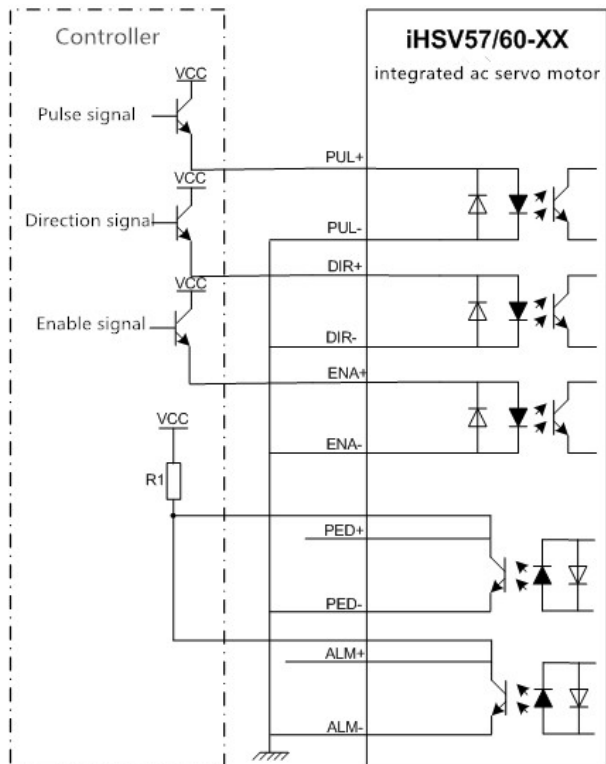 Controller
iHSV57/60-XX
integrated ac servo motor
VCC
Pulse signal
PUL+
VCC
Direction signal
PUL-
DIR+
VCC
Enable signal
DIR-
ENA+
VCC
ENA-
R1
PED+
PED-
ALM+
ALM-